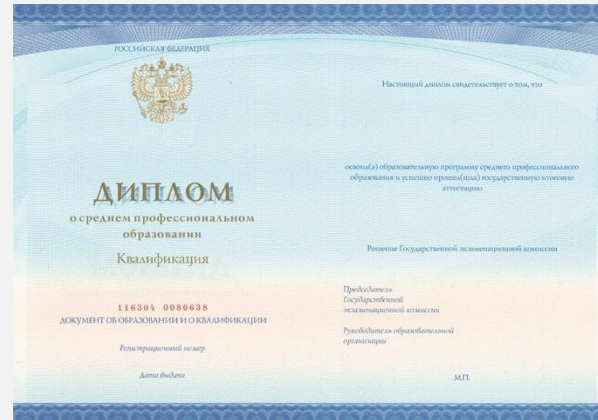 РОССИЙСКАЯ ФЕДЕРАЦИЯ
ДИПЛОМ
о среднем профессиональном
образовании
Квалификация
116304 0080638
ДОКУМЕНТ ОБ ОБРАЗОВАНИИ И О КВАЛИФИКАЦИИ
Регистрационный номер
Дата выдачи
Настоящий диплом свидетельствует о том, что
освоил(а) образовательную программу среднего профессионального
образования и успешно прошел(шла) государственную итоговую
аттестацию
Решение Государственной экзаменационной комиссии
Председатель
Государственной
экзаменационной комиссии
Руководитель образовательной
организации
М.П.